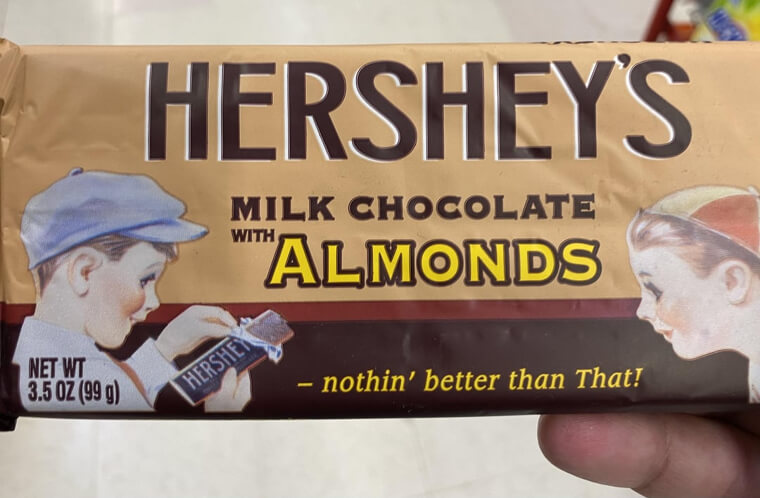 HERSHEY'S
MILK CHOCOLATE
WITH ALMONDS
HERSHEY
NET WT
3.5 OZ (99 g)
– nothin' better than That!